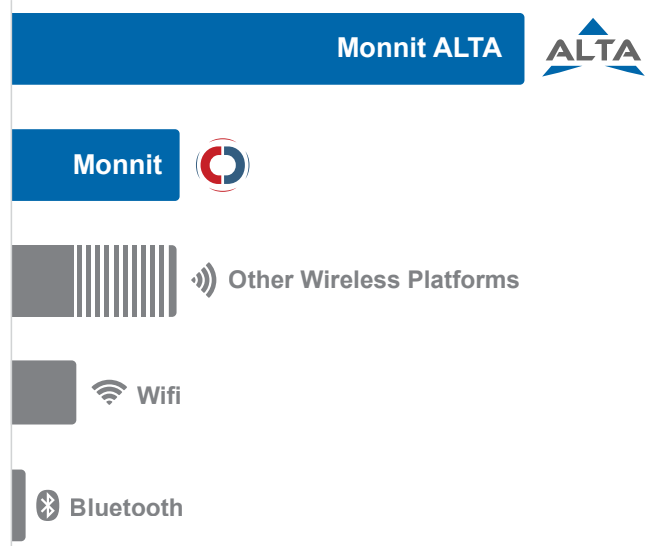 Monnit ALTA
ALTA
Monnit
Other Wireless Platforms
Wifi
Bluetooth